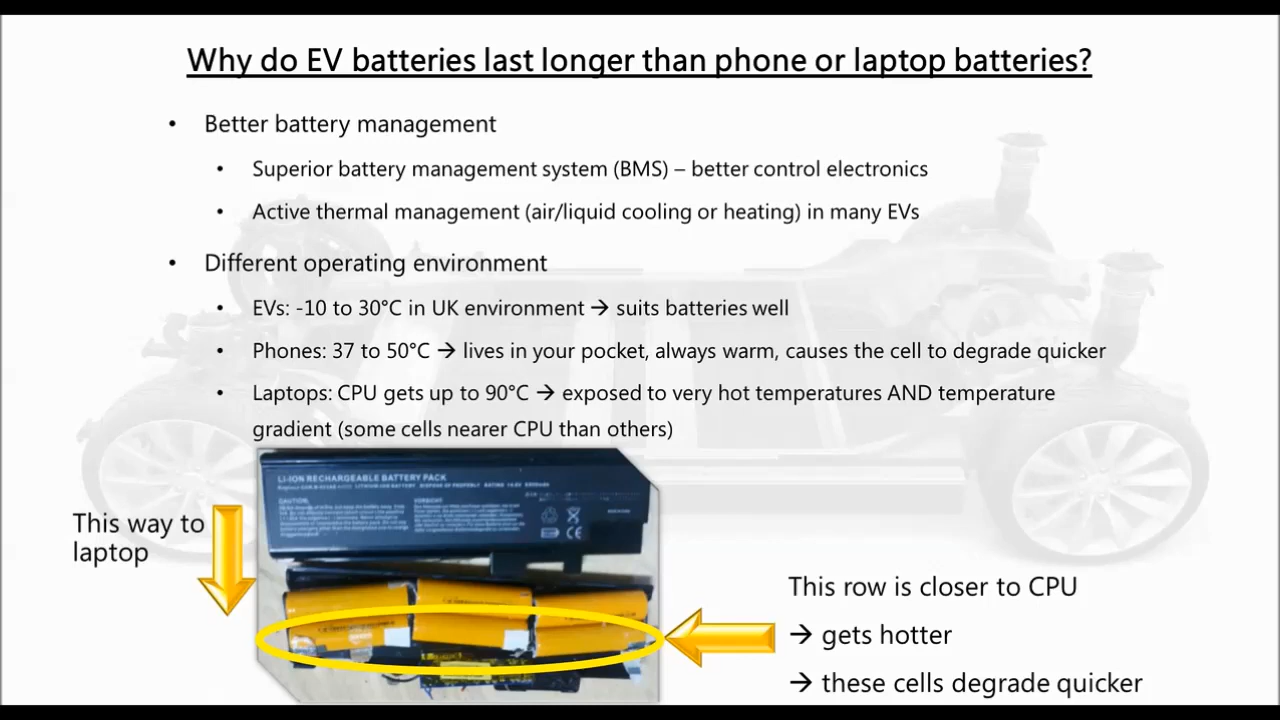 Why do EV batteries last longer than phone or laptop batteries?
• Better battery management
• Superior battery management system (BMS) – better control electronics
• Active thermal management (air/liquid cooling or heating) in many EVs
• Different operating environment
• EVs: -10 to 30°C in UK environment → suits batteries well
• Phones: 37 to 50°C → lives in your pocket, always warm, causes the cell to degrade quicker
• Laptops: CPU gets up to 90°C → exposed to very hot temperatures AND temperature
gradient (some cells nearer CPU than others)
LI-ION RECHARGEABLE BATTERY PACK
CAUTION:
VORSICHT:
CE
This way to
laptop
This row is closer to CPU
→ gets hotter
→ these cells degrade quicker